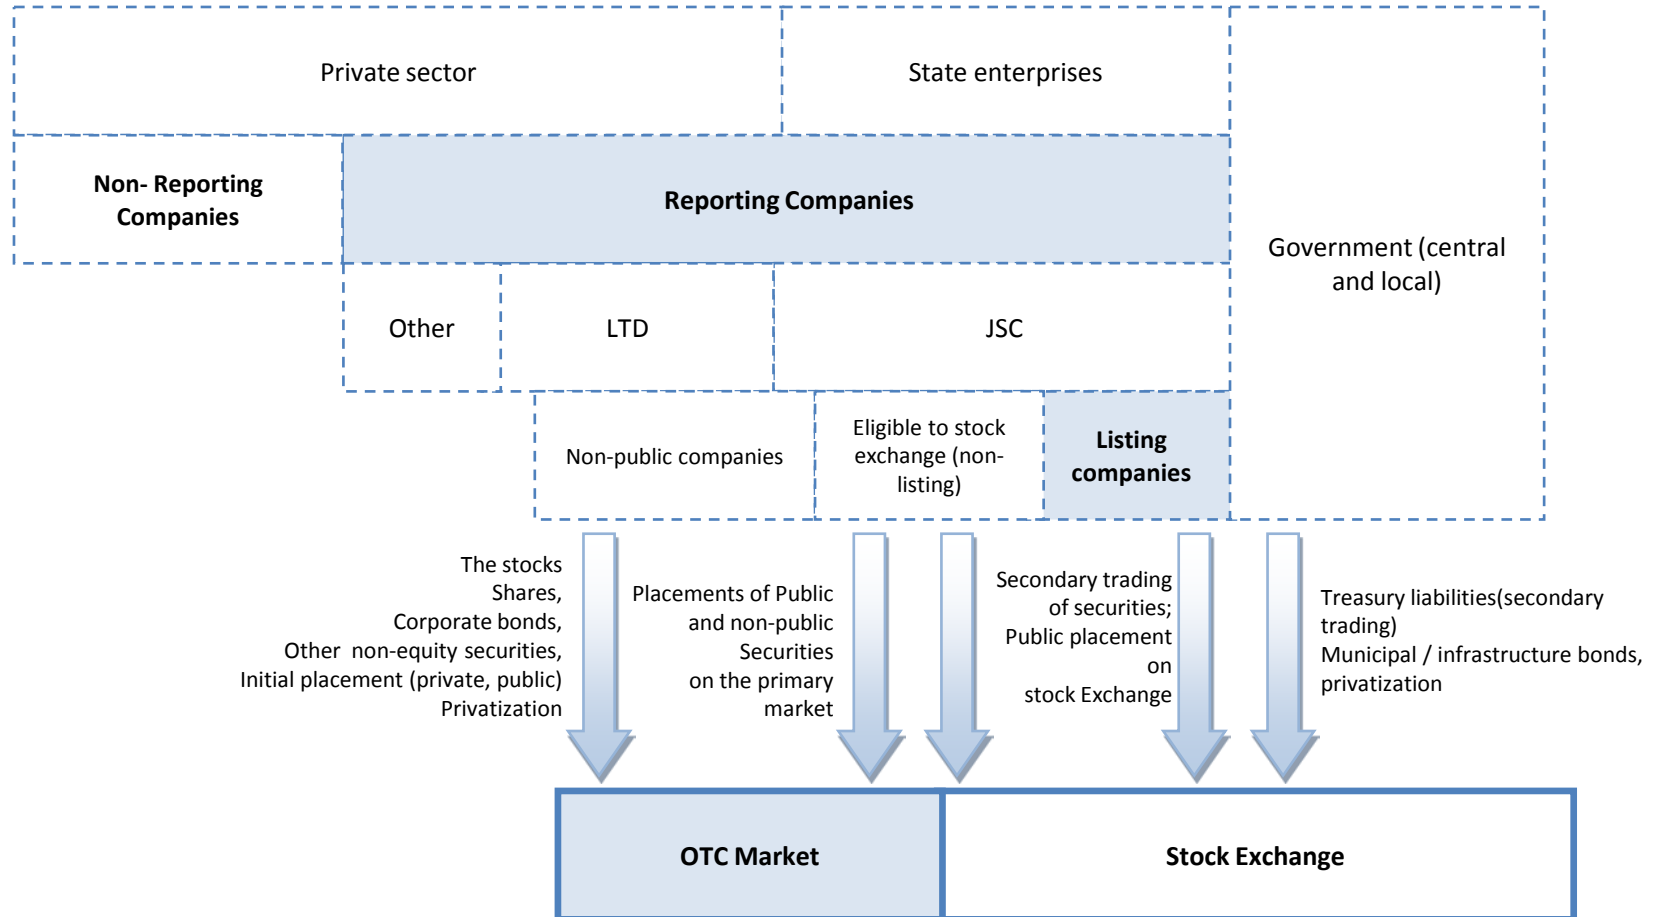 Private sector
State enterprises
Non- Reporting
Companies
Reporting Companies
Government (central
and local)
Other
LTD
JSC
Non-public companies
Eligible to stock
exchange (non-
listing)
Listing
companies
The stocks
Shares,
Corporate bonds,
Other non-equity securities,
Initial placement (private, public)
Privatization
Placements of Public
and non-public
Securities
on the primary
market
Secondary trading
of securities;
Public placement
on
stock Exchange
Treasury liabilities(secondary
trading)
Municipal / infrastructure bonds,
privatization
OTC Market
Stock Exchange